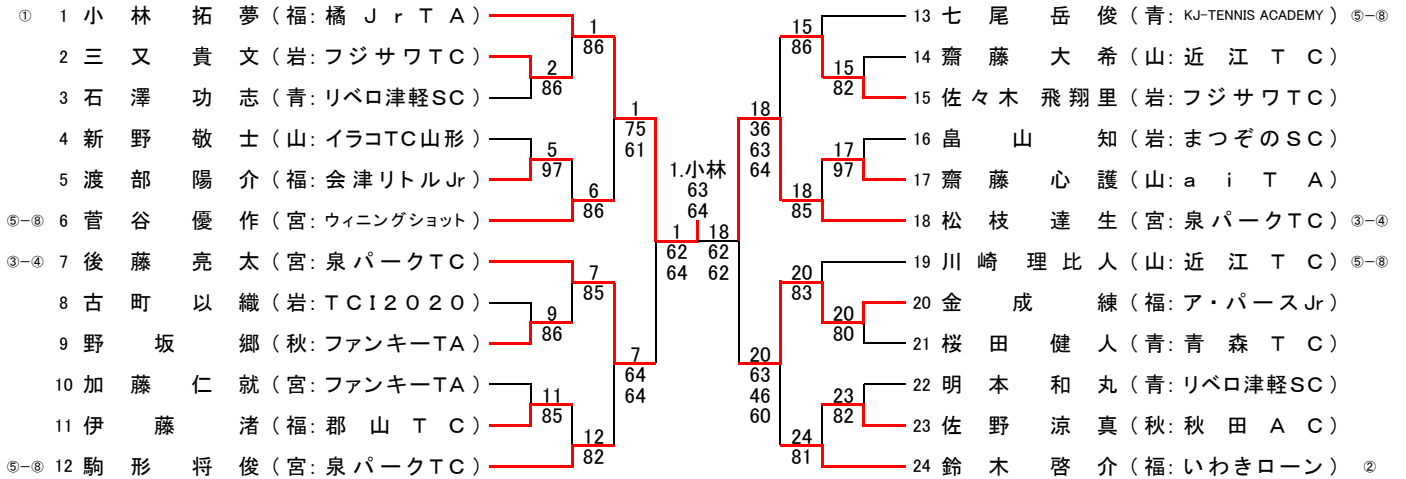 ① 1 小林拓夢（福：橘JrTA）
2 三又貴文（岩：フジサワTC）
3 石澤功志（青：リベロ津軽SC）
4 新野敬士（山：イラコTC山形）
5 渡部陽介（福：会津リトルJr）
⑤-⑧ 6 菅谷優作（宮：ウィニングショット）
③-④ 7 後藤亮太（宮：泉パークTC）
8 古町以織（岩：TCI2020）
9 野坂郷（秋：ファンキーTA）
10 加藤仁就（宮：ファンキーTA）
11 伊藤渚（福：郡山TC）
⑤-⑧ 12 駒形将俊（宮：泉パークTC）
2
86
5
97
9
86
11
85
1
86
6
86
7
85
12
82
1
75
61
7
64
64
1
62
64
1.小林
63
64
18
62
62
18
36
63
64
20
63
46
60
15
86
18
85
20
83
24
81
15
82
17
97
20
80
23
82
13 七尾岳俊（青：KJ-TENNIS ACADEMY）⑤-⑧
14 齋藤大希（山：近江TC）
15 佐々木飛翔里（岩：フジサワTC）
16 畠山知（岩：まつぞのSC）
17 齋藤心護（山：aiTA）
18 松枝達生（宮：泉パークTC）③-④
19 川崎理比人（山：近江TC）⑤-⑧
20 金成練（福：ア・パースJr）
21 桜田健人（青：青森TC）
22 明本和丸（青：リベロ津軽SC）
23 佐野涼真（秋：秋田AC）
24 鈴木啓介（福：いわきローン）②